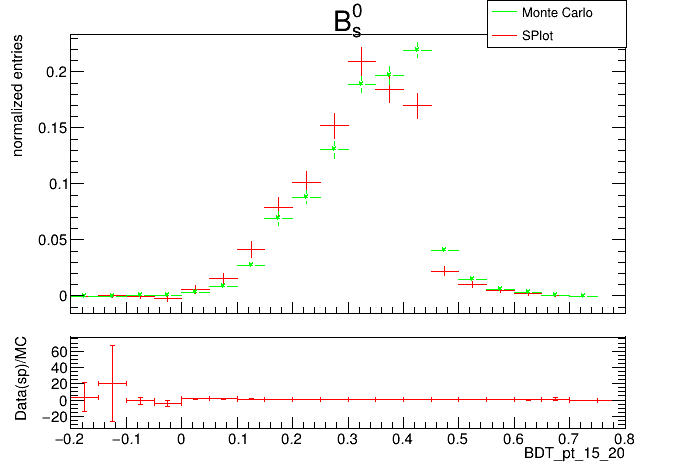 B_s^0
Monte Carlo
SPlot
normalized entries
0.2
0.15
0.1
0.05
0
Data(sp)/MC
60
40
20
0
−20
−0.2 −0.1 0 0.1 0.2 0.3 0.4 0.5 0.6 0.7 0.8
BDT_pt_15_20